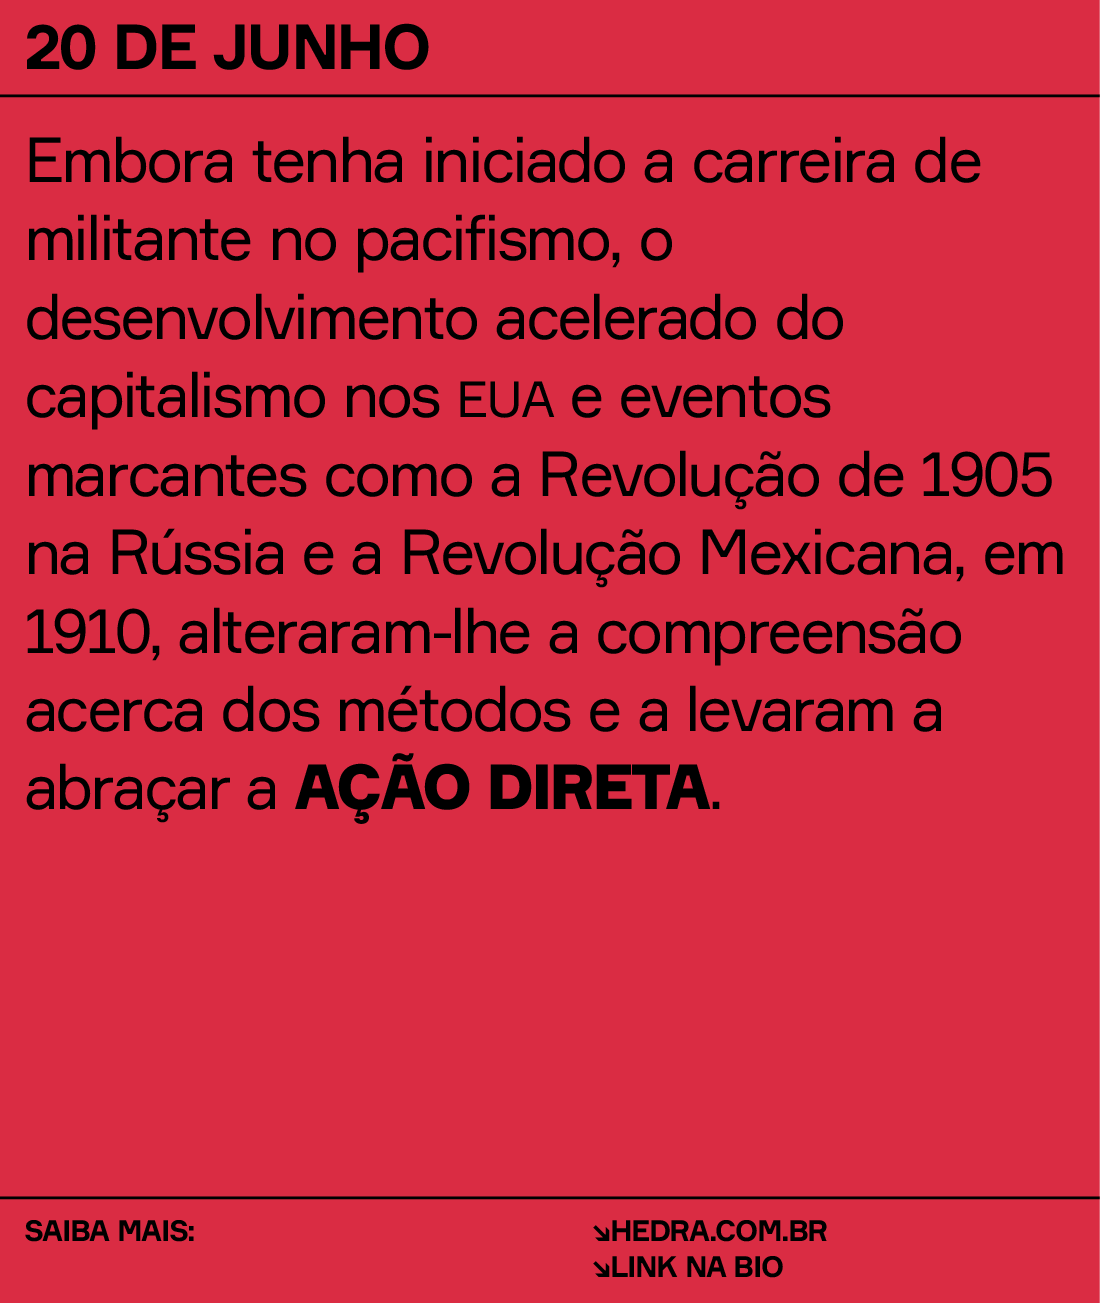 20 DE JUNHO
Embora tenha iniciado a carreira de
militante no pacifismo, o
desenvolvimento acelerado do
capitalismo nos EUA e eventos
marcantes como a Revolução de 1905
na Rússia e a Revolução Mexicana, em
1910, alteraram-lhe a compreensão
acerca dos métodos e a levaram a
abraçar a AÇÃO DIRETA.
SAIBA MAIS:
↘HEDRA.COM.BR
↘LINK NA BIO